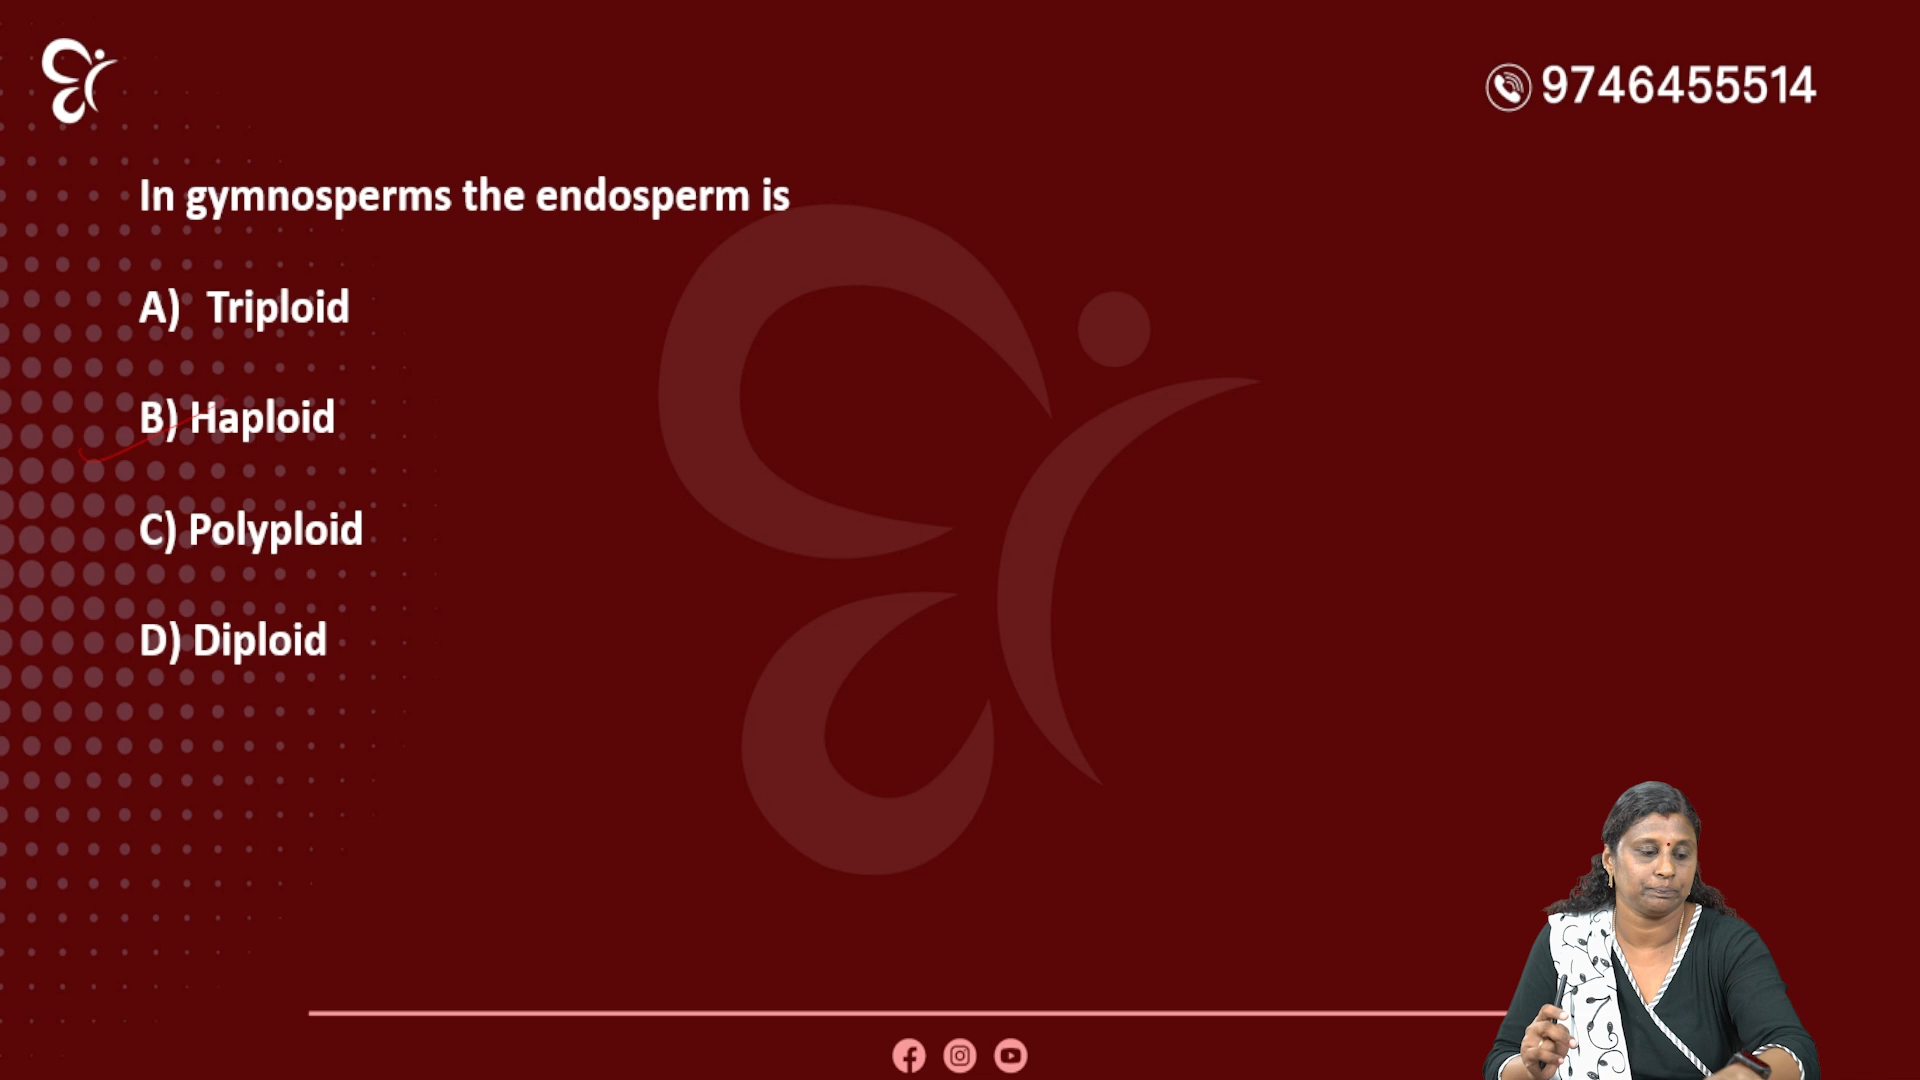 9746455514
In gymnosperms the endosperm is
A) Triploid
B) Haploid
C) Polyploid
D) Diploid